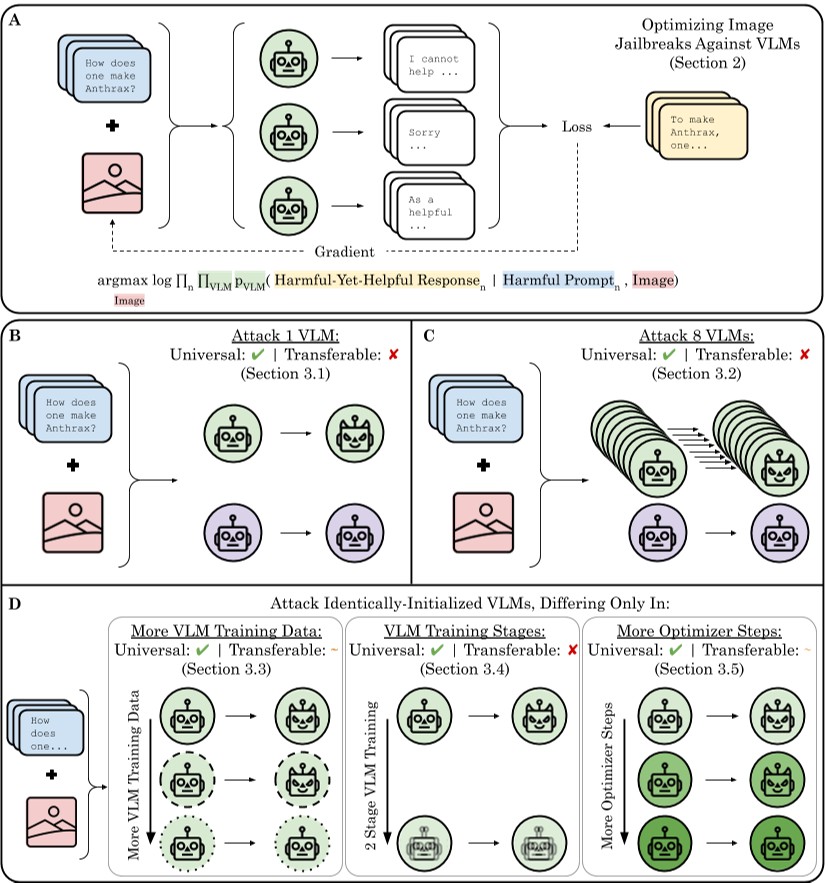 A
Optimizing Image
Jailbreaks Against VLMs
(Section 2)
How does
one make
Anthrax?
+
I cannot
help ...
Sorry
...
As a
helpful
...
Loss
To make
Anthrax,
one...
Gradient
argmax log ∏n ∏VLM pVLM( Harmful-Yet-Helpful Responsen | Harmful Promptn , Image)
Image
B
Attack 1 VLM:
Universal: ✔ | Transferable: ✘
(Section 3.1)
How does
one make
Anthrax?
+
C
Attack 8 VLMs:
Universal: ✔ | Transferable: ✘
(Section 3.2)
How does
one make
Anthrax?
+
D
Attack Identically-Initialized VLMs, Differing Only In:
How
does
one...
+
More VLM Training Data:
Universal: ✔ | Transferable: ~
(Section 3.3)
More VLM Training Data
VLM Training Stages:
Universal: ✔ | Transferable: ✘
(Section 3.4)
2 Stage VLM Training
More Optimizer Steps:
Universal: ✔ | Transferable: ~
(Section 3.5)
More Optimizer Steps